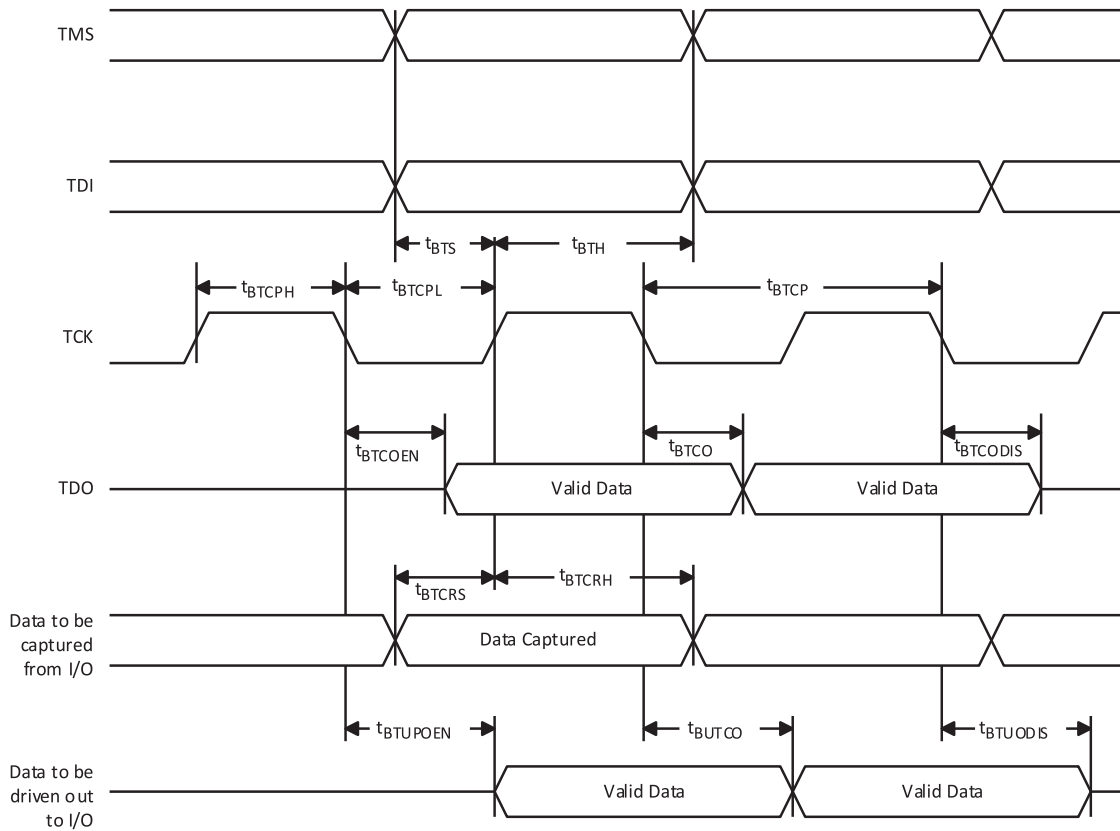 TMS
TDI
tBTS
tBTH
tBTCPH
tBTCPL
tBTCP
TCK
tBTCOEN
tBTCO
tBTCODIS
TDO
Valid Data
Valid Data
tBTCRS
tBTCRH
Data to be
captured
from I/O
Data Captured
tBTUPOEN
tBUTCO
tBTUODIS
Data to be
driven out
to I/O
Valid Data
Valid Data